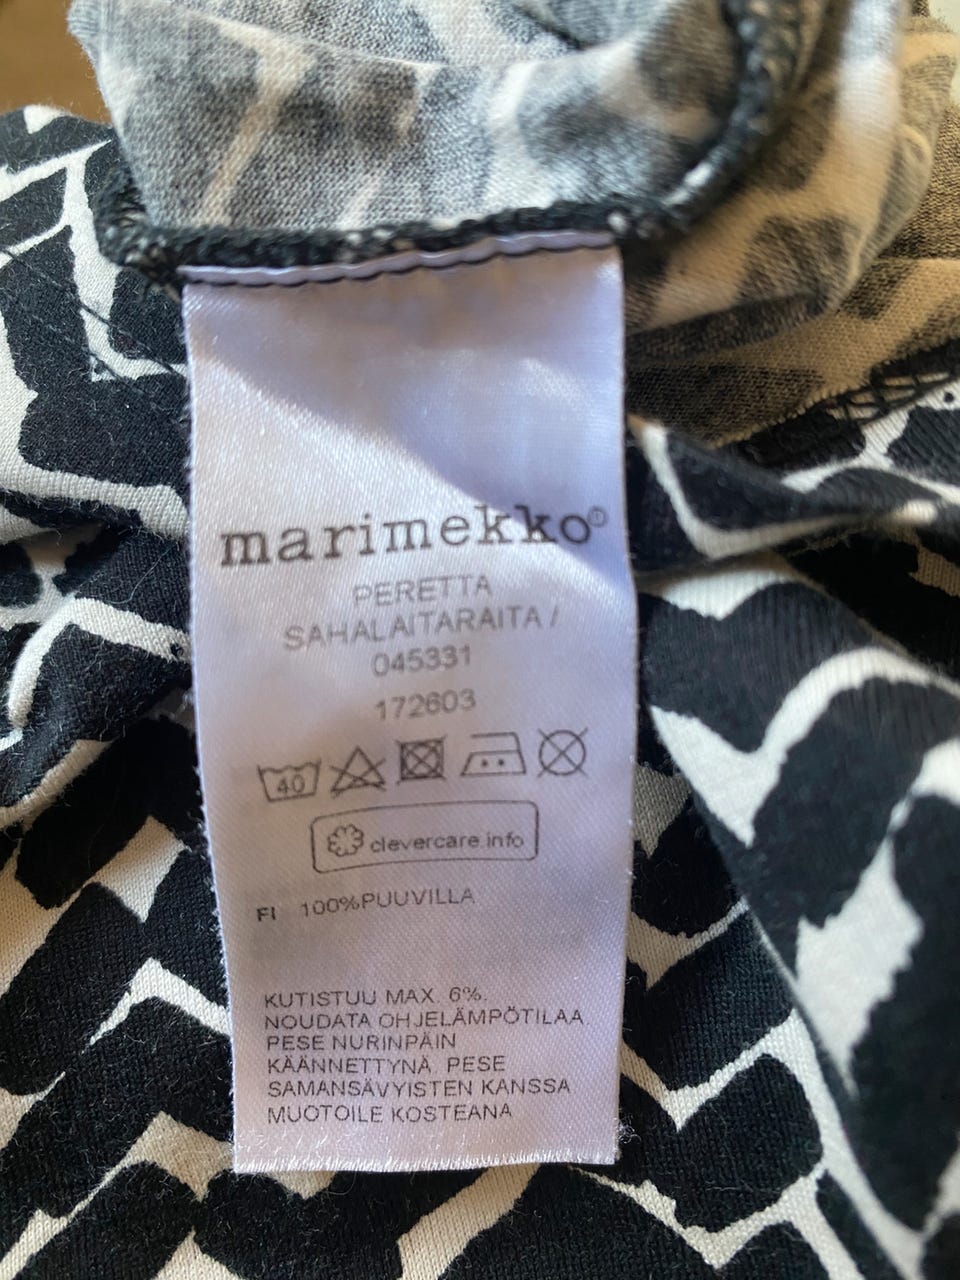 marimekko®
PERETTA
SAHALAITARAITA /
045331
172603
40
clevercare.info
FI 100%PUUVILLA
KUTISTUU MAX. 6%.
NOUDATA OHJELÄMPÖTILAA.
PESE NURINPÄIN
KÄÄNNETTYNÄ. PESE
SAMANSÄVYISTEN KANSSA
MUOTOILE KOSTEANA